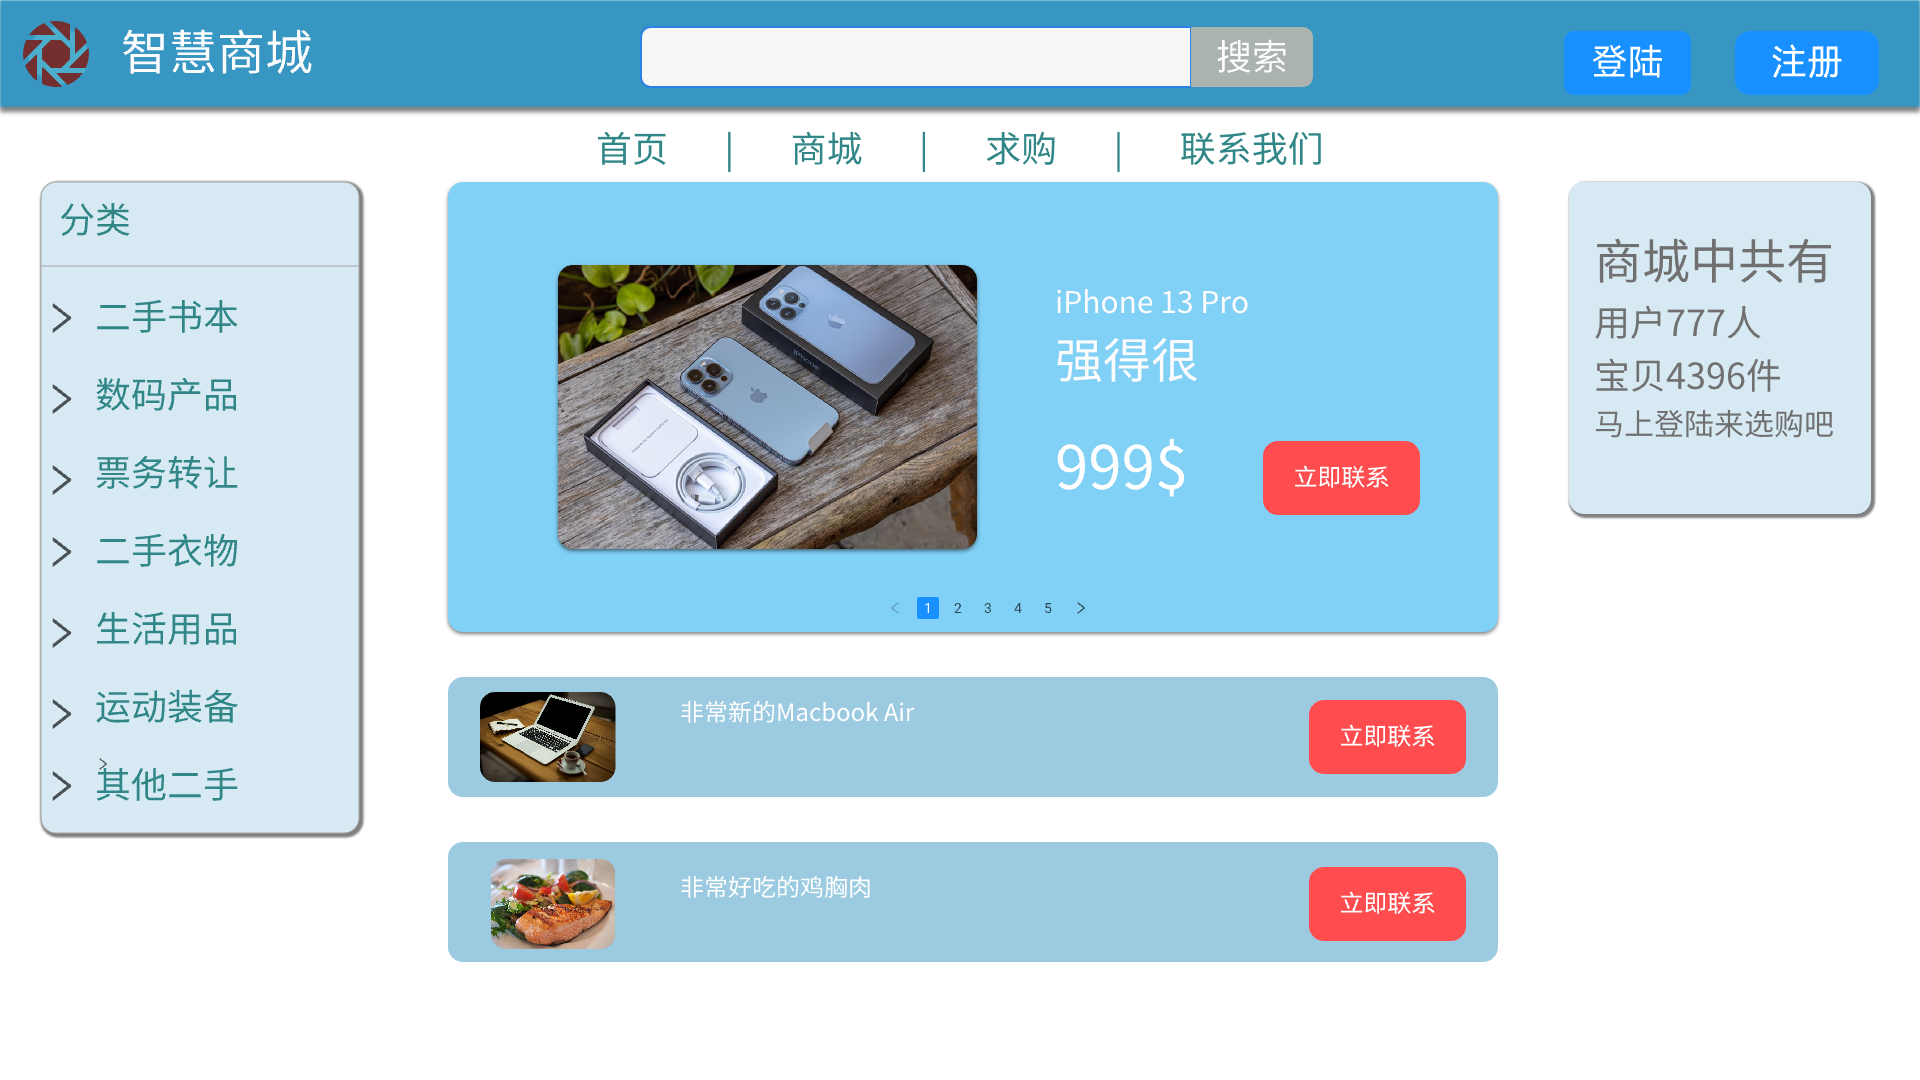 智慧商城
搜索
登陆
注册
首页 | 商城 | 求购 | 联系我们
分类
二手书本
数码产品
票务转让
二手衣物
生活用品
运动装备
其他二手
iPhone 13 Pro
强得很
999$
立即联系
< 1 2 3 4 5 >
非常新的Macbook Air
立即联系
非常好吃的鸡胸肉
立即联系
商城中共有
用户777人
宝贝4396件
马上登陆来选购吧